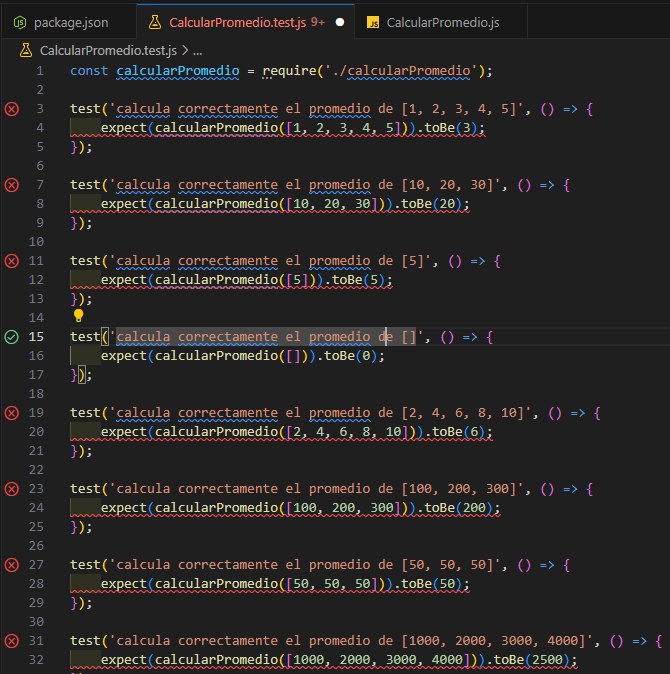 package.json
CalcularPromedio.test.js 9+
JS CalcularPromedio.js
CalcularPromedio.test.js > ...
1 const calcularPromedio = require('./calcularPromedio');
2
3 test('calcula correctamente el promedio de [1, 2, 3, 4, 5]', () => {
4 expect(calcularPromedio([1, 2, 3, 4, 5])).toBe(3);
5 });
6
7 test('calcula correctamente el promedio de [10, 20, 30]', () => {
8 expect(calcularPromedio([10, 20, 30])).toBe(20);
9 });
10
11 test('calcula correctamente el promedio de [5]', () => {
12 expect(calcularPromedio([5])).toBe(5);
13 });
14
15 test('calcula correctamente el promedio de []', () => {
16 expect(calcularPromedio([])).toBe(0);
17 });
18
19 test('calcula correctamente el promedio de [2, 4, 6, 8, 10]', () => {
20 expect(calcularPromedio([2, 4, 6, 8, 10])).toBe(6);
21 });
22
23 test('calcula correctamente el promedio de [100, 200, 300]', () => {
24 expect(calcularPromedio([100, 200, 300])).toBe(200);
25 });
26
27 test('calcula correctamente el promedio de [50, 50, 50]', () => {
28 expect(calcularPromedio([50, 50, 50])).toBe(50);
29 });
30
31 test('calcula correctamente el promedio de [1000, 2000, 3000, 4000]', () => {
32 expect(calcularPromedio([1000, 2000, 3000, 4000])).toBe(2500);